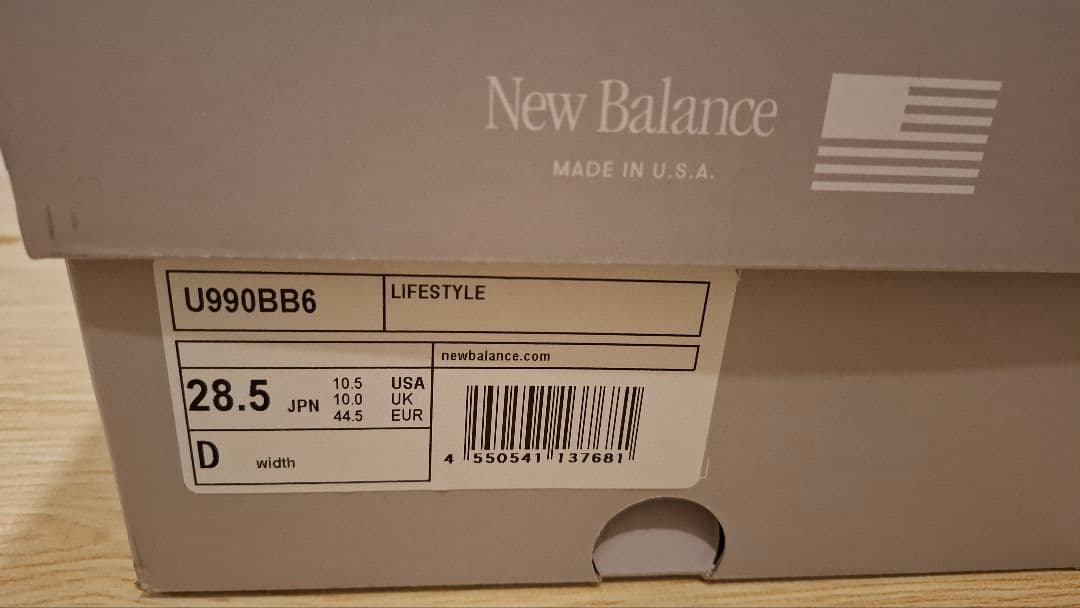 New Balance
MADE IN U.S.A.
U990BB6
LIFESTYLE
newbalance.com
28.5 JPN
10.5 USA
10.0 UK
44.5 EUR
D width
4 550541 137681